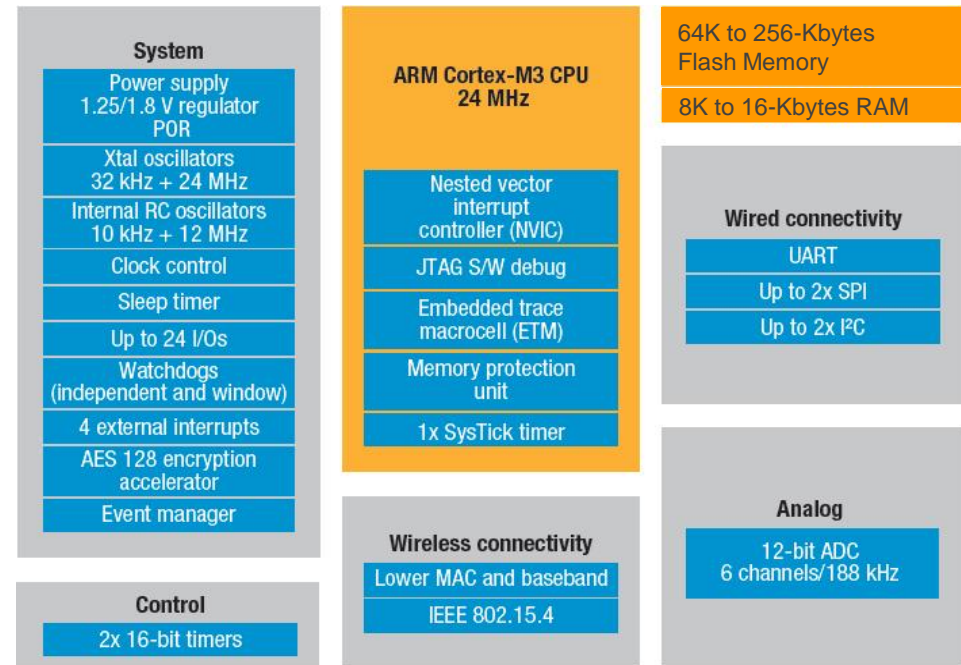 System
Power supply
1.25/1.8 V regulator
POR
Xtal oscillators
32 kHz + 24 MHz
Internal RC oscillators
10 kHz + 12 MHz
Clock control
Sleep timer
Up to 24 I/Os
Watchdogs
(independent and window)
4 external interrupts
AES 128 encryption
accelerator
Event manager
Control
2x 16-bit timers
ARM Cortex-M3 CPU
24 MHz
Nested vector
interrupt
controller (NVIC)
JTAG S/W debug
Embedded trace
macrocell (ETM)
Memory protection
unit
1x SysTick timer
Wireless connectivity
Lower MAC and baseband
IEEE 802.15.4
64K to 256-Kbytes
Flash Memory
8K to 16-Kbytes RAM
Wired connectivity
UART
Up to 2x SPI
Up to 2x I²C
Analog
12-bit ADC
6 channels/188 kHz